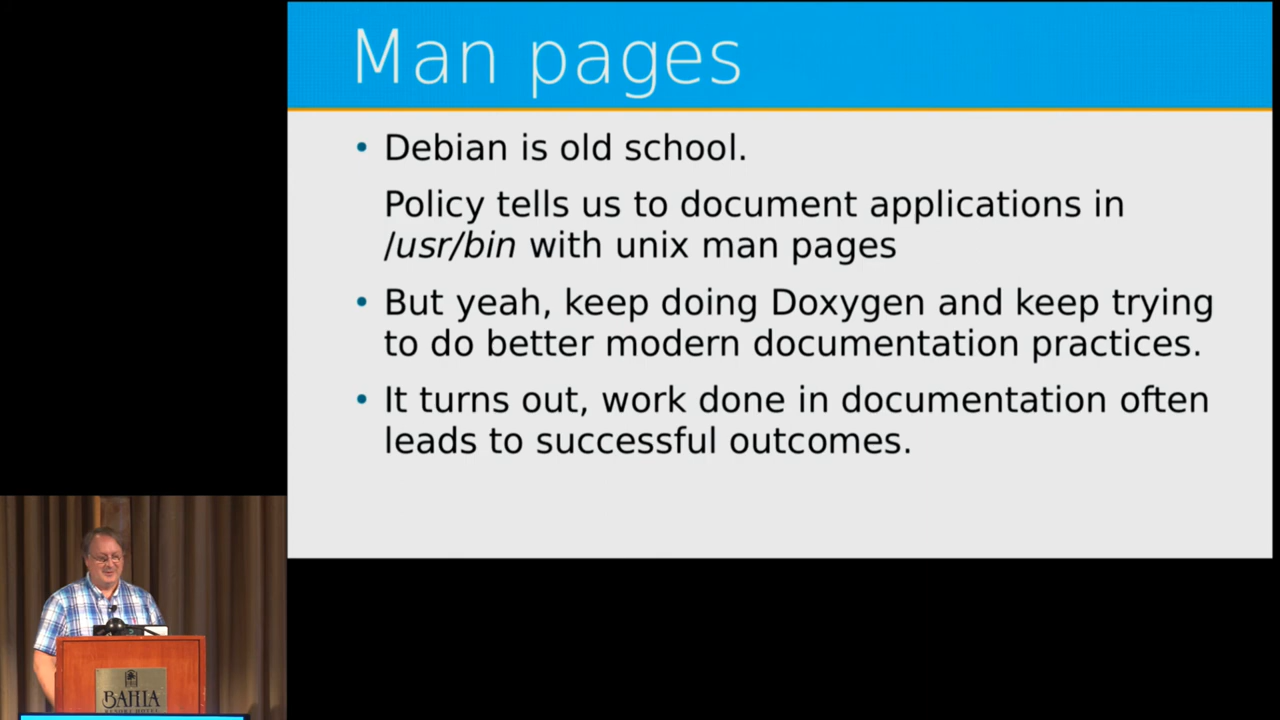 Man pages
• Debian is old school.
Policy tells us to document applications in
/usr/bin with unix man pages
• But yeah, keep doing Doxygen and keep trying
to do better modern documentation practices.
• It turns out, work done in documentation often
leads to successful outcomes.
BAHIA
RESORT HOTEL